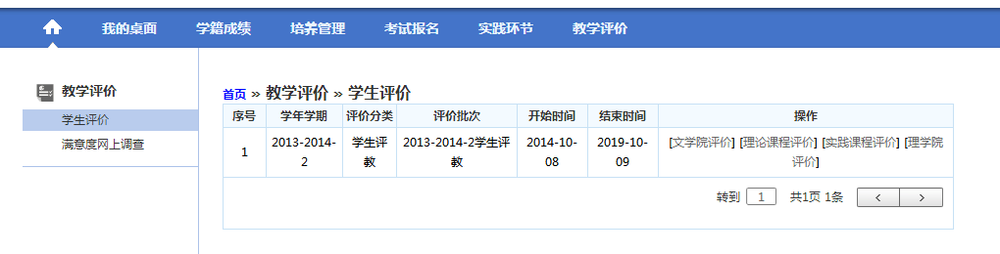 我的桌面 学籍成绩 培养管理 考试报名 实践环节 教学评价
教学评价
学生评价
满意度网上调查
首页 » 教学评价 » 学生评价
序号 学年学期 评价分类 评价批次 开始时间 结束时间 操作
1 2013-2014- 学生评 2013-2014-2学生评 2014-10- 2019-10- [文学院评价] [理论课程评价] [实践课程评价] [理学院
2 教 教 08 09 评价]
转到 1 共1页 1条 < >